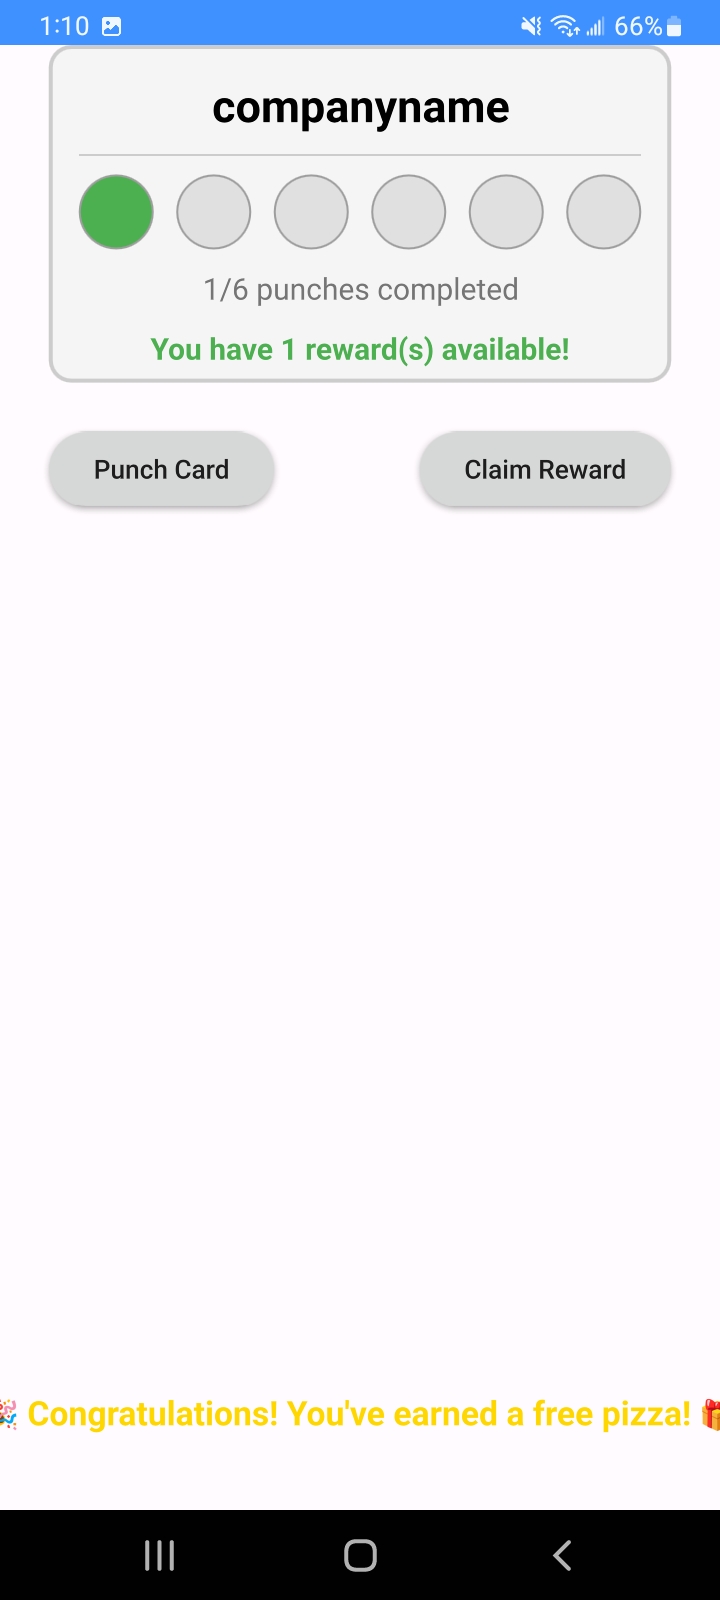 1:10 66%
companyname
1/6 punches completed
You have 1 reward(s) available!
Punch Card Claim Reward
🎉 Congratulations! You've earned a free pizza! 🎁